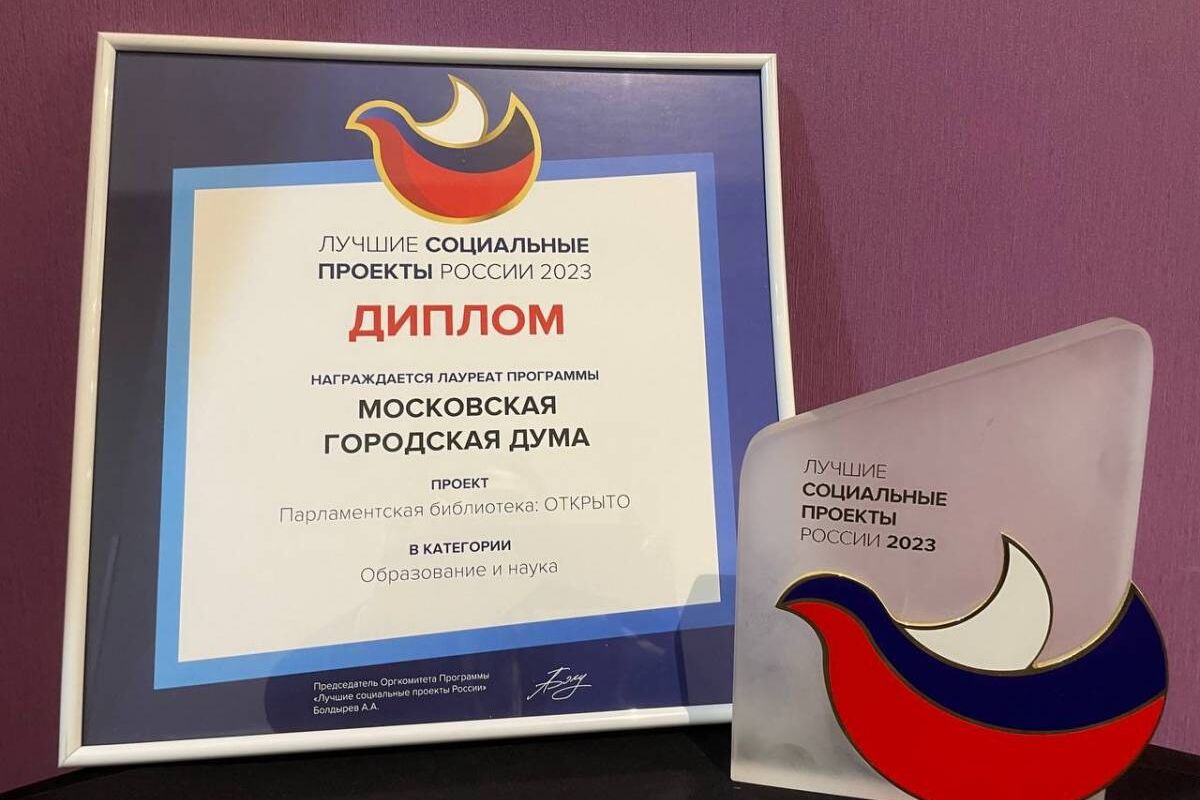 ЛУЧШИЕ СОЦИАЛЬНЫЕ
ПРОЕКТЫ РОССИИ 2023
ДИПЛОМ
НАГРАЖДАЕТСЯ ЛАУРЕАТ ПРОГРАММЫ
МОСКОВСКАЯ
ГОРОДСКАЯ ДУМА
ПРОЕКТ
Парламентская библиотека: ОТКРЫТО
В КАТЕГОРИИ
Образование и наука
Председатель Оргкомитета Программы
«Лучшие социальные проекты России»
Болдырев А.А.
ЛУЧШИЕ
СОЦИАЛЬНЫЕ
ПРОЕКТЫ
РОССИИ 2023